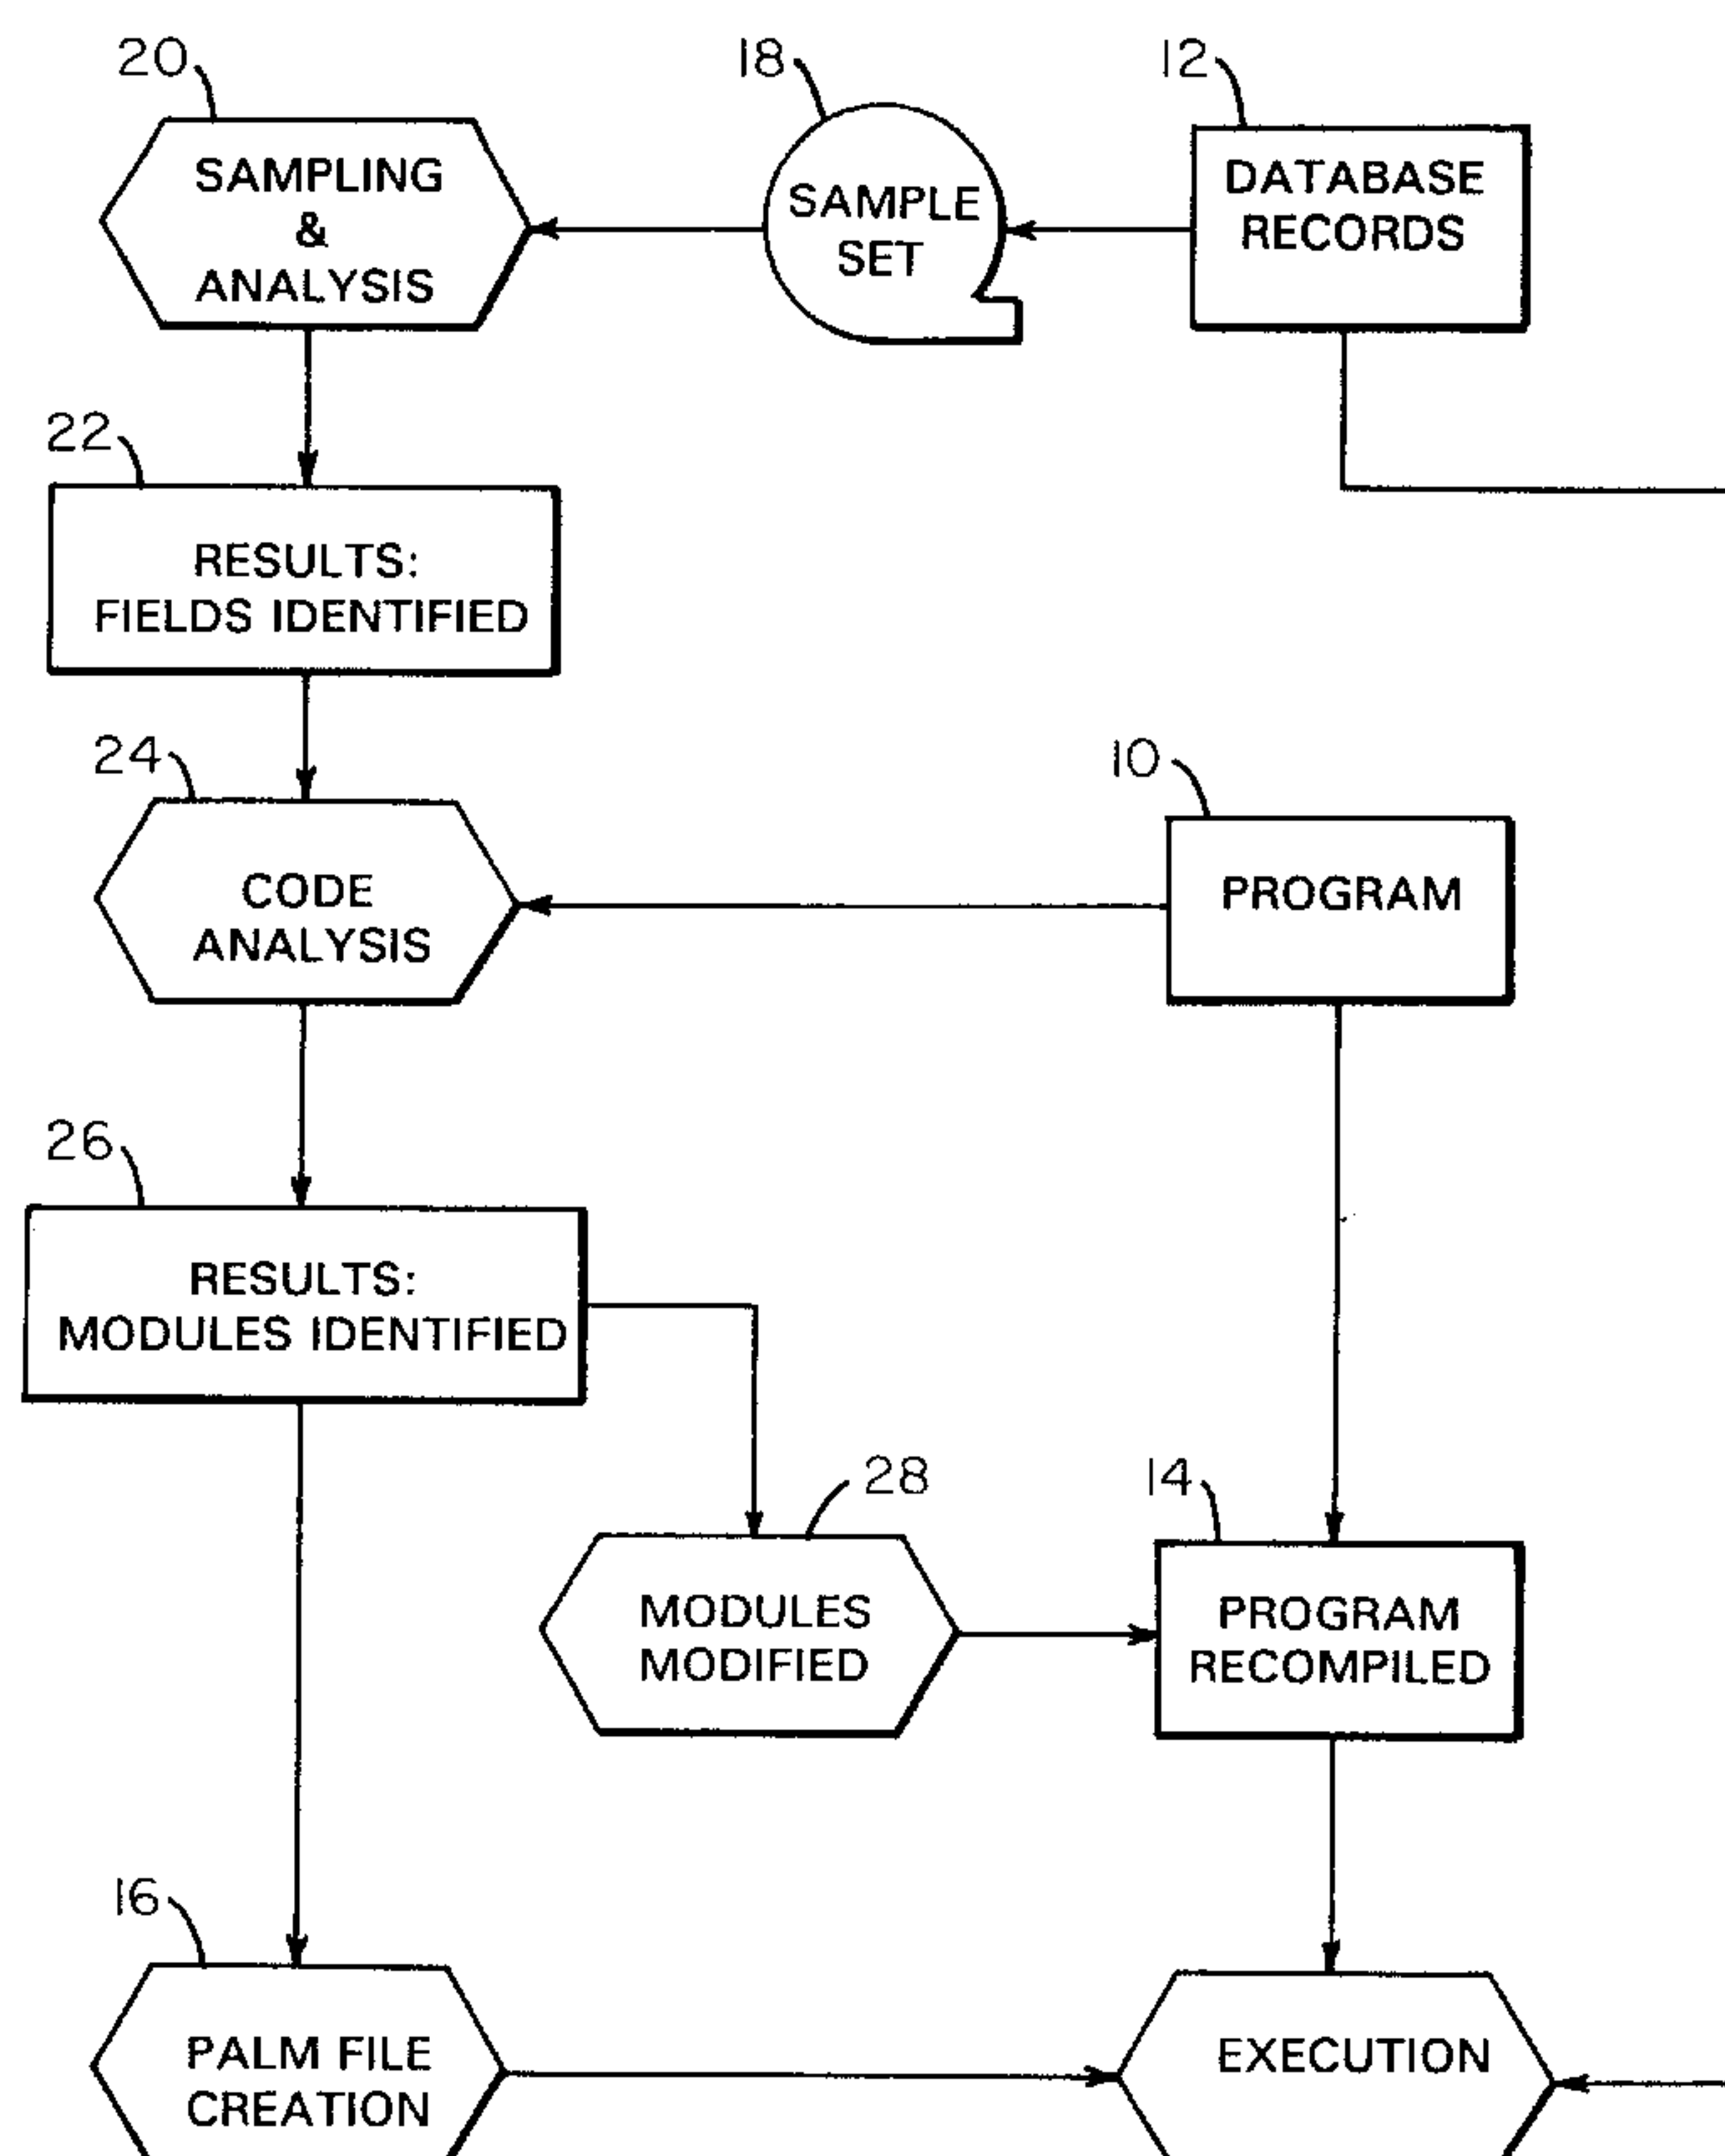 20
SAMPLING
&
ANALYSIS
18
SAMPLE
SET
12
DATABASE
RECORDS
22
RESULTS:
FIELDS IDENTIFIED
24
CODE
ANALYSIS
10
PROGRAM
26
RESULTS:
MODULES IDENTIFIED
28
MODULES
MODIFIED
14
PROGRAM
RECOMPILED
16
PALM FILE
CREATION
EXECUTION